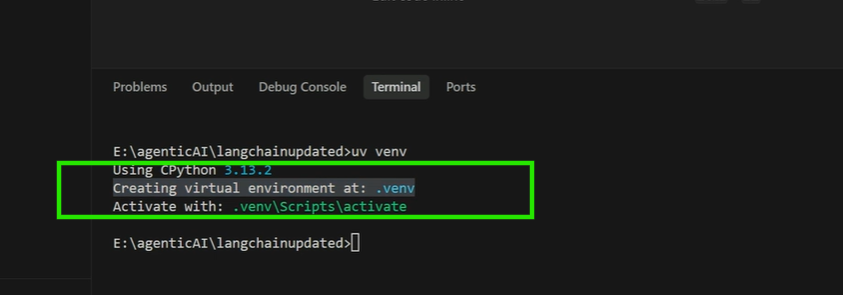 Problems Output Debug Console Terminal Ports
E:\agenticAI\langchainupdated>uv venv
Using CPython 3.13.2
Creating virtual environment at: .venv
Activate with: .venv\Scripts\activate
E:\agenticAI\langchainupdated>